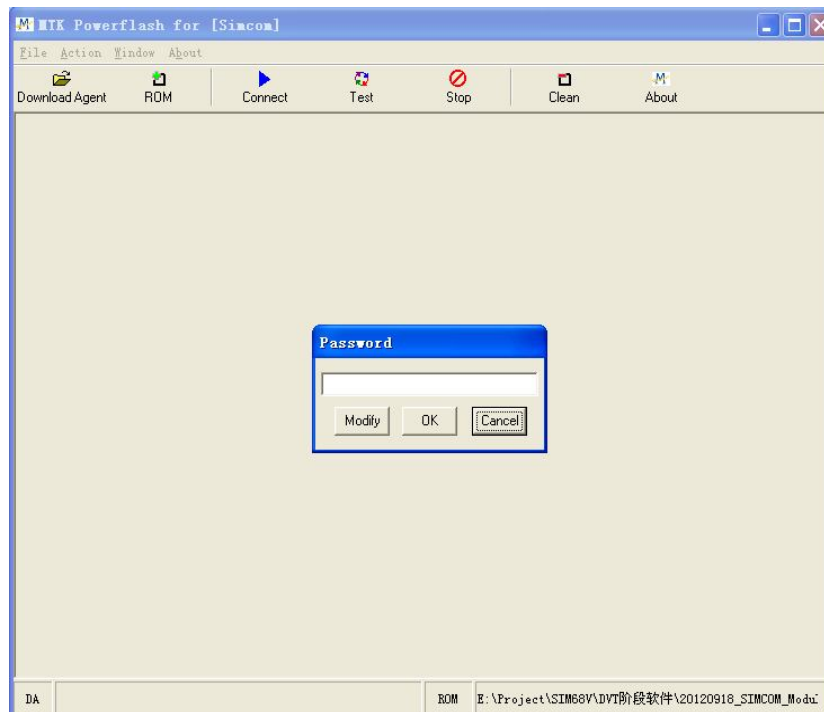 MTK Powerflash for [Simcom]
File Action Window About
Download Agent ROM Connect Test Stop Clean About
Password
Modify OK Cancel
DA ROM E:\Project\SIM68V\DVT阶段软件\20120918_SIMCOM_Modu